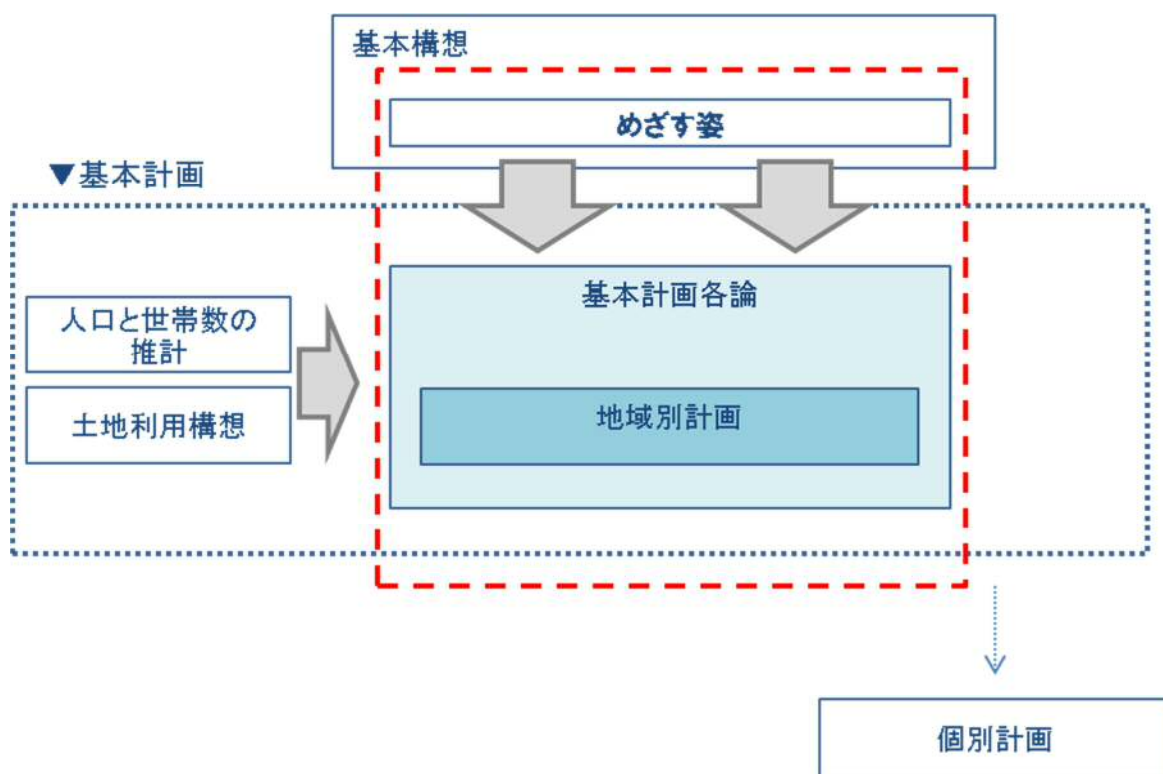 基本構想
めざす姿
▼基本計画
基本計画各論
人口と世帯数の
推計
土地利用構想
地域別計画
個別計画